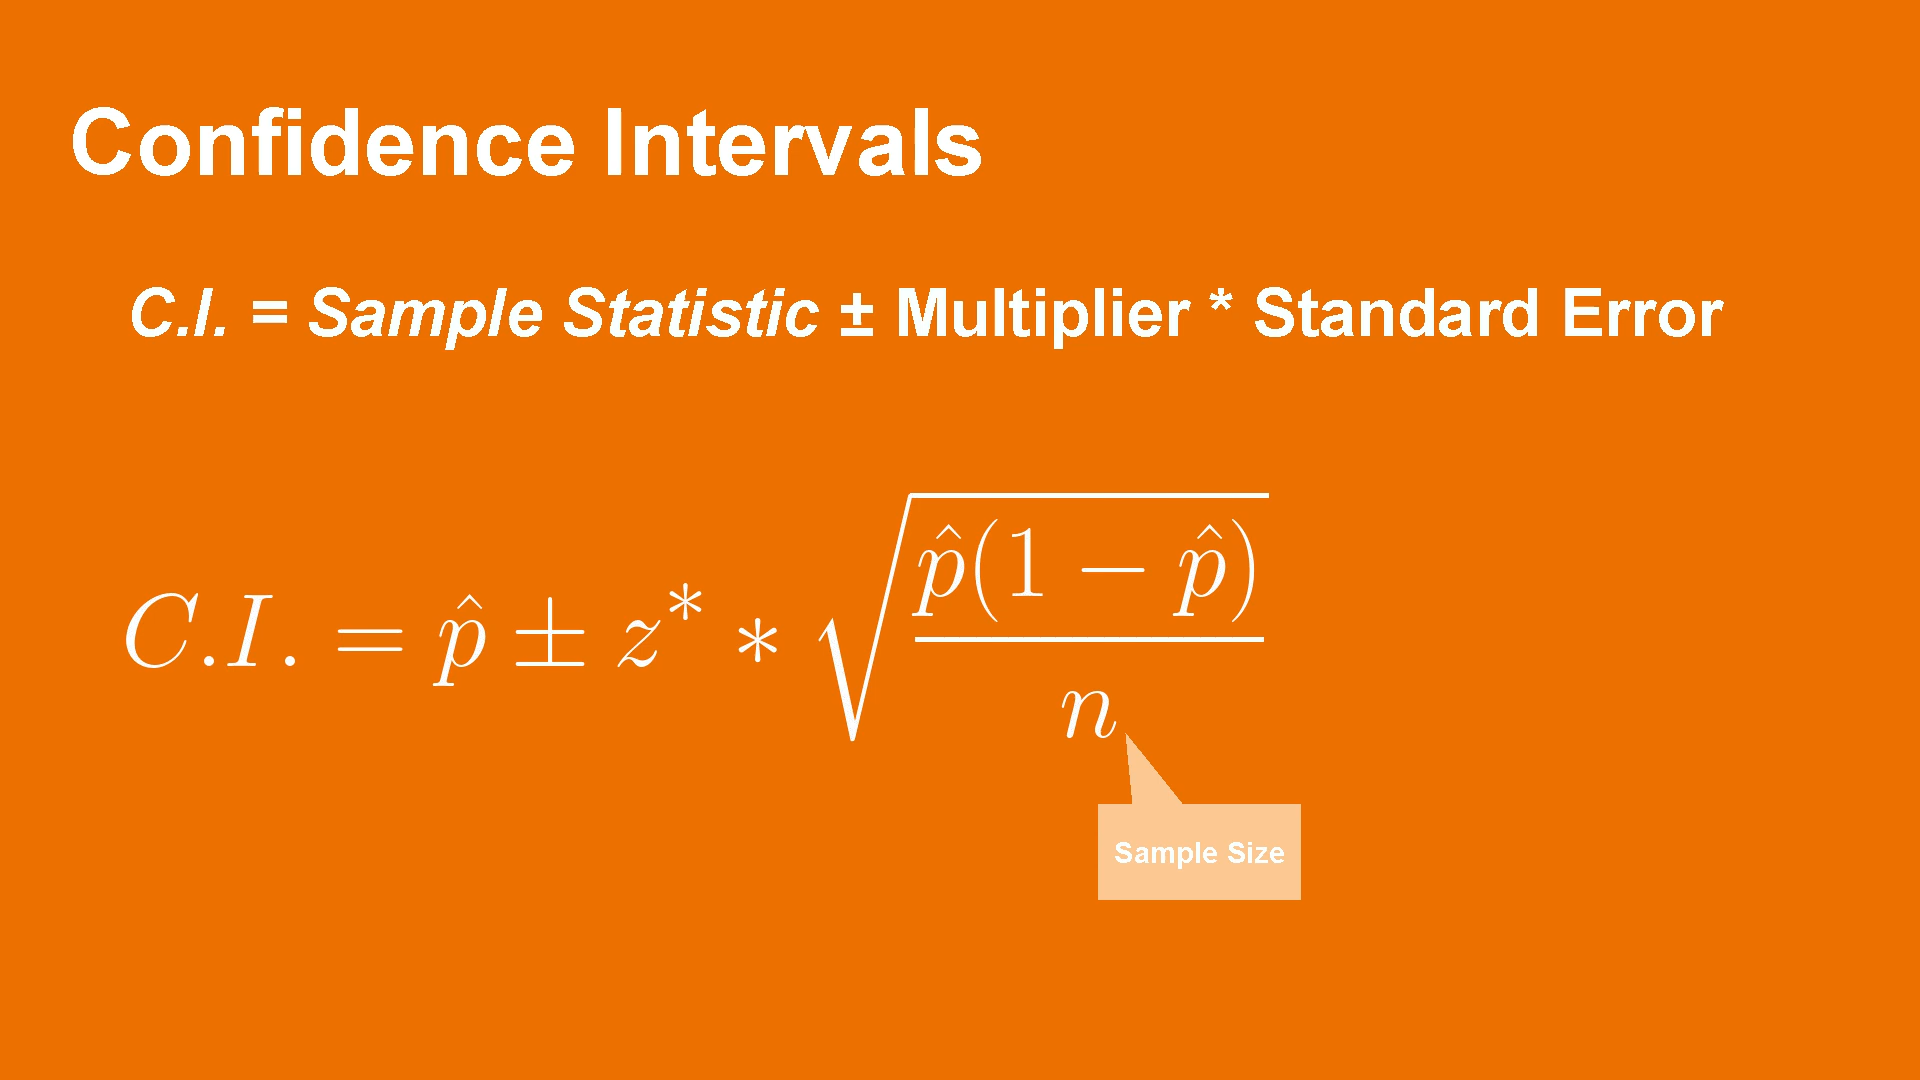 Confidence Intervals
C.I. = Sample Statistic ± Multiplier * Standard Error
C.I. = p̂ ± z* * √(p̂(1 − p̂) / n)
Sample Size